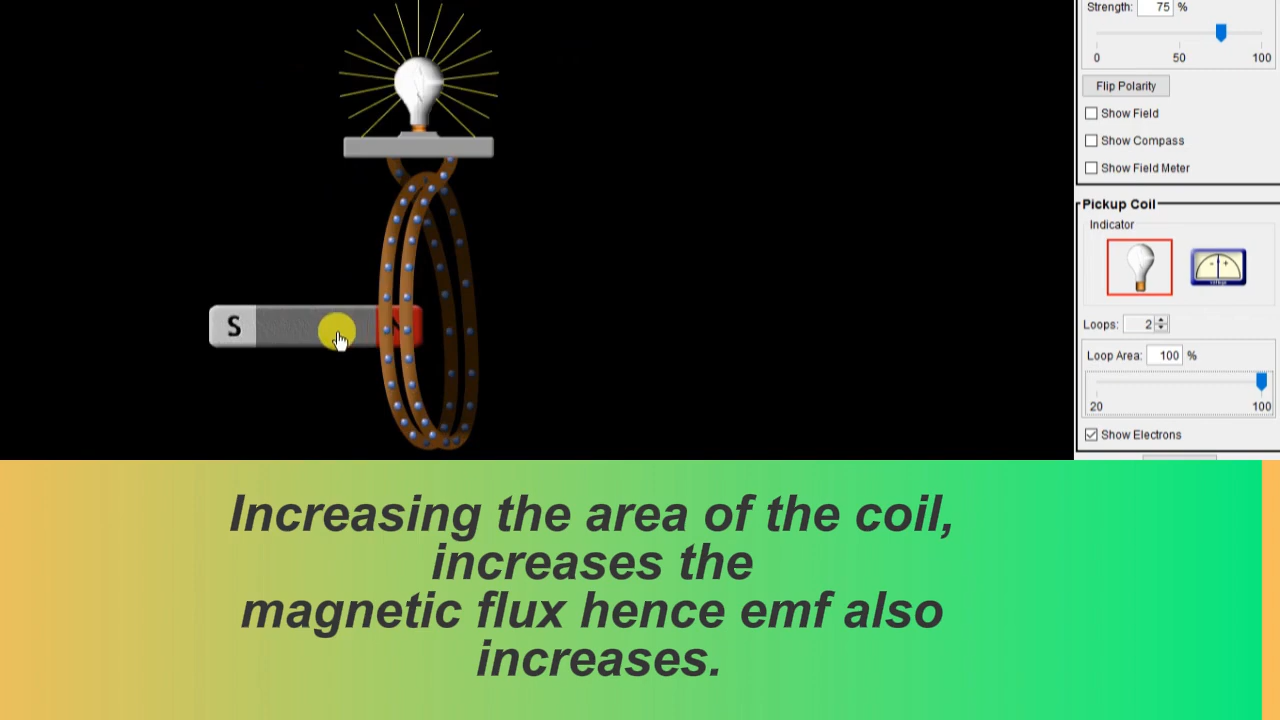 Strength: 75 %
0 50 100
Flip Polarity
Show Field
Show Compass
Show Field Meter
Pickup Coil
Indicator
- +
S
N
Loops: 2
Loop Area: 100 %
20 100
Show Electrons
Increasing the area of the coil,
increases the
magnetic flux hence emf also
increases.